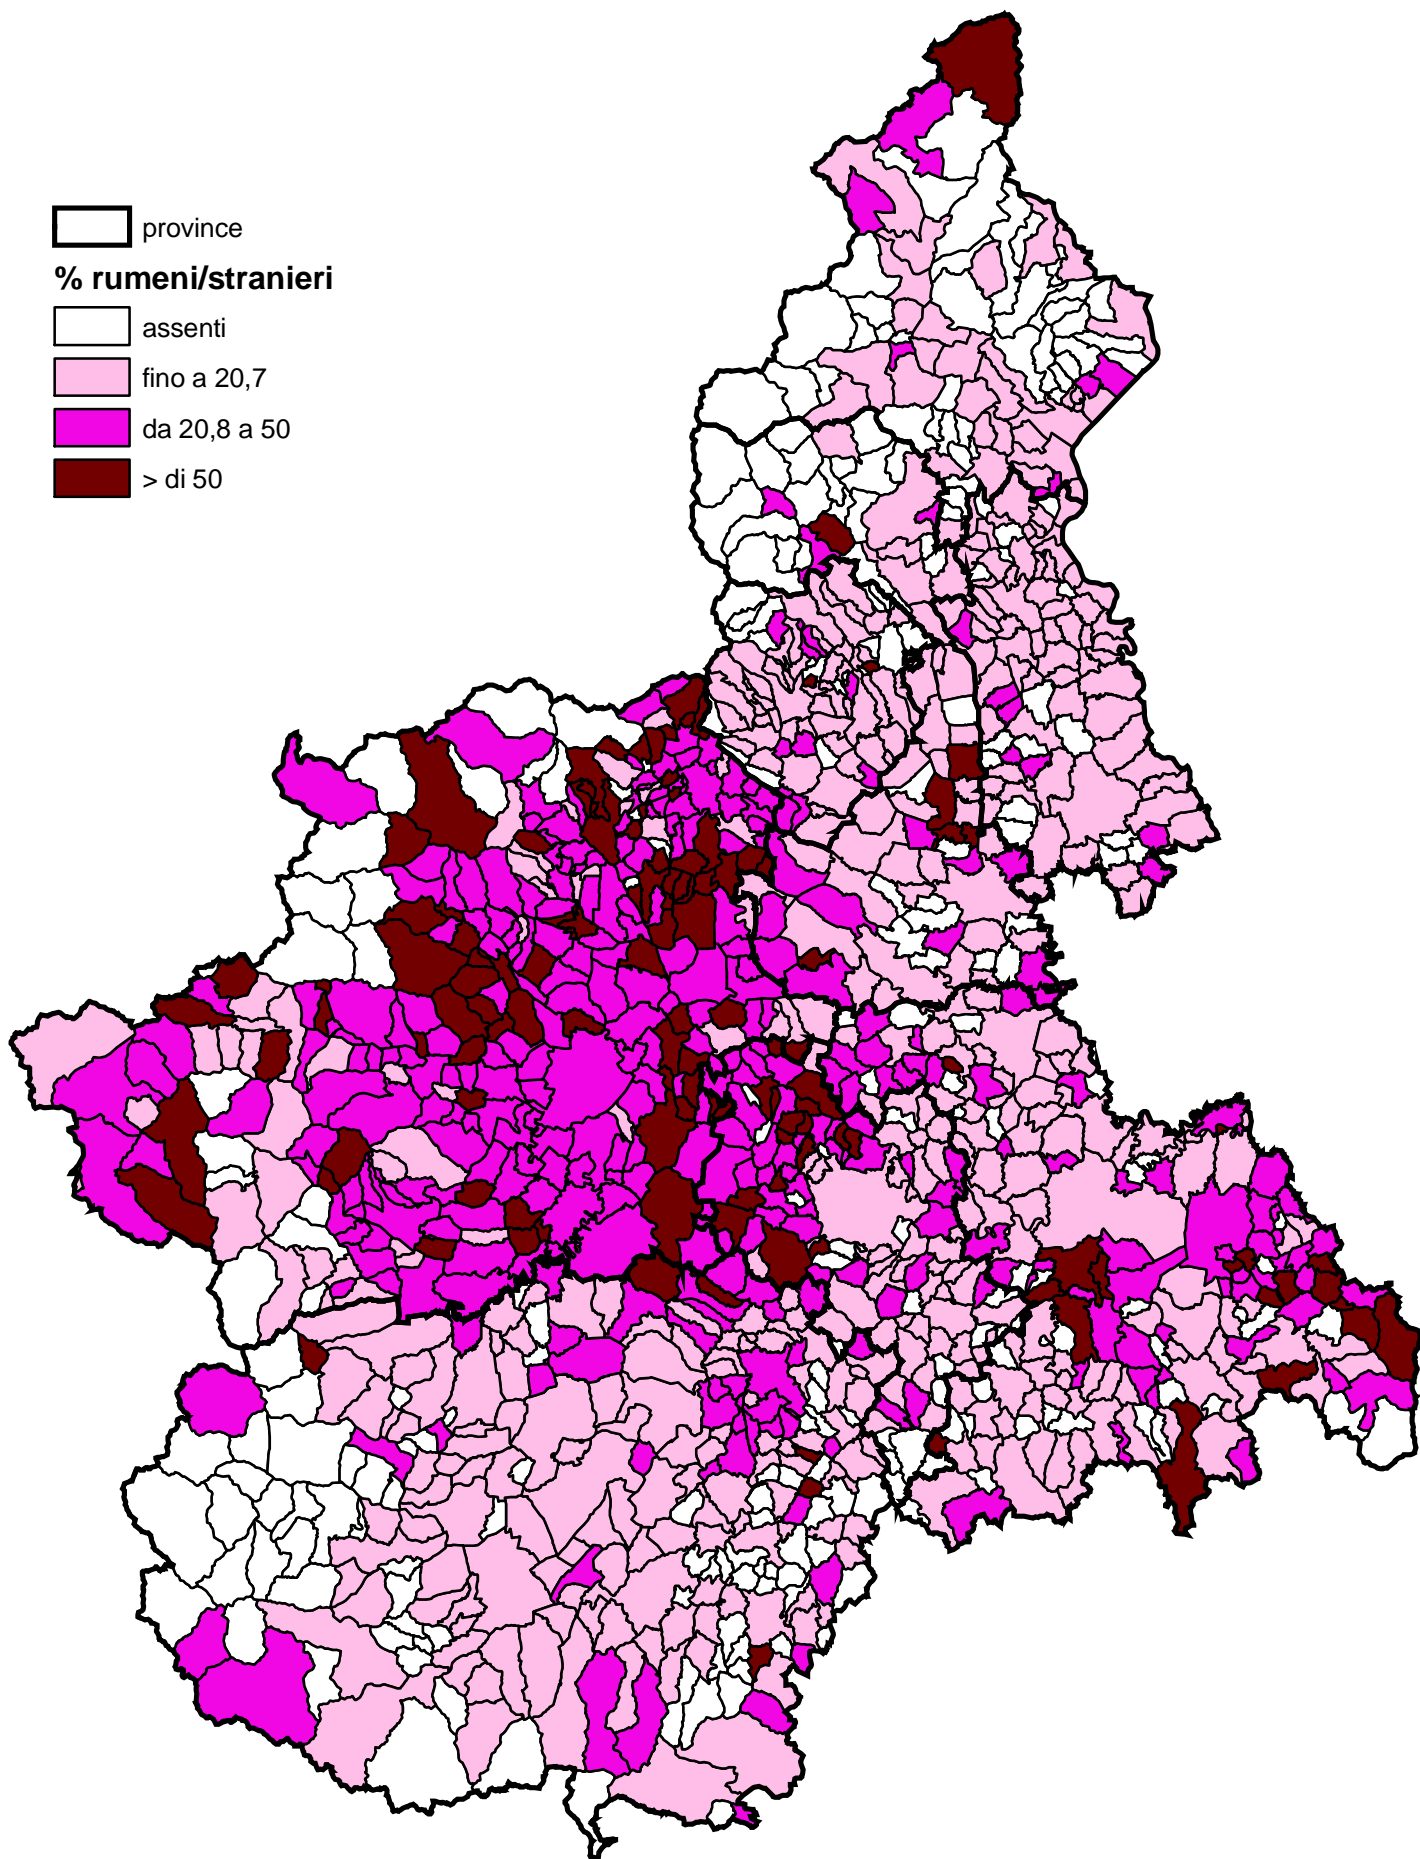 province
% rumeni/stranieri
assenti
fino a 20,7
da 20,8 a 50
> di 50